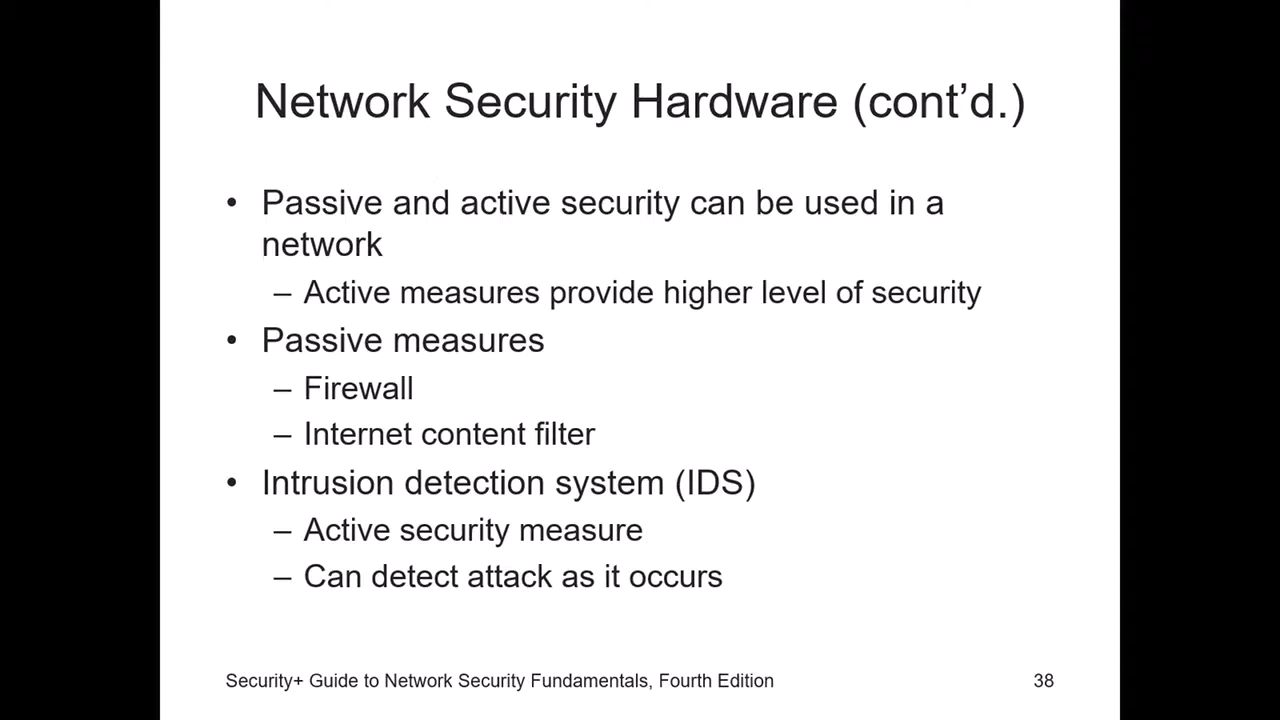 Network Security Hardware (cont’d.)
• Passive and active security can be used in a
network
– Active measures provide higher level of security
• Passive measures
– Firewall
– Internet content filter
• Intrusion detection system (IDS)
– Active security measure
– Can detect attack as it occurs
Security+ Guide to Network Security Fundamentals, Fourth Edition
38